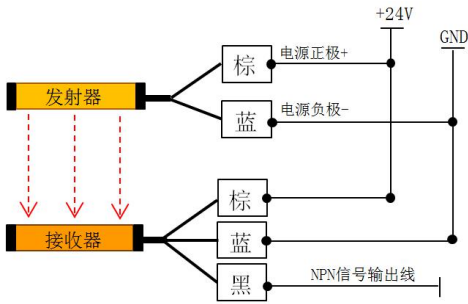 +24V
GND
棕
电源正极+
发射器
蓝
电源负极-
棕
接收器
蓝
黑
NPN信号输出线